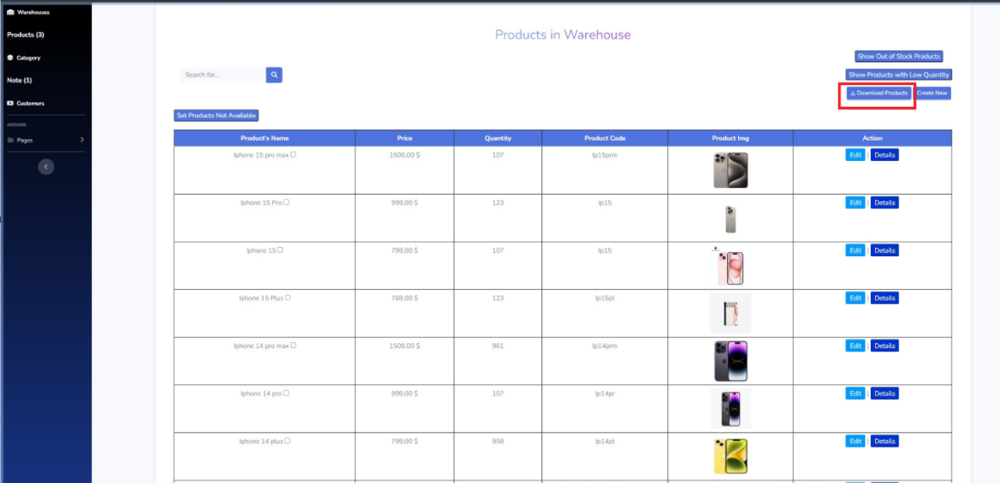 Warehouses
Products (3)
Category
Note (1)
Customers
ADDONS
Pages
Products in Warehouse
Show Out of Stock Products
Search for...
Show Products with Low Quantity
Download Products
Create New
Set Products Not Available
Product's Name Price Quantity Product Code Product Img Action
Iphone 15 pro max 1500,00 $ 107 Ip15prm Edit | Details
Iphone 15 Pro 999,00 $ 123 ip15 Edit | Details
Iphone 15 799,00 $ 107 Ip15 Edit | Details
Iphone 15 Plus 769,00 $ 123 Ip15pl Edit | Details
Iphone 14 pro max 1500,00 $ 961 Ip14prm Edit | Details
Iphone 14 pro 999,00 $ 107 Ip14pr Edit | Details
Iphone 14 plus 799,00 $ 958 Ip14pl Edit | Details